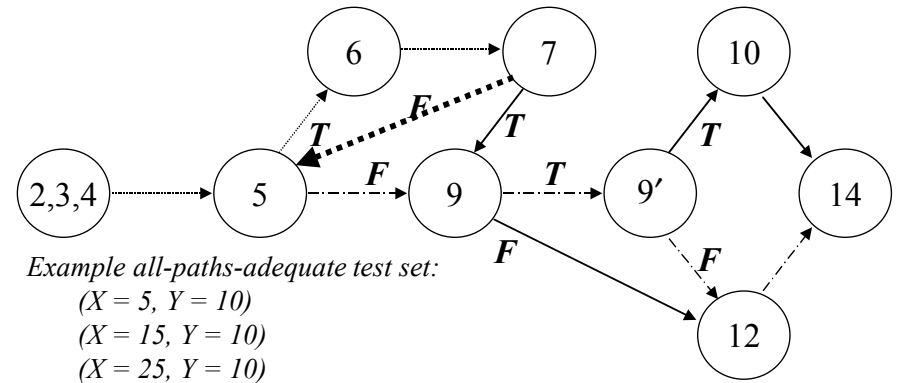 6
7
10
F
T
T
T
2,3,4
5
F
9
T
9′
14
F
F
12
Example all-paths-adequate test set:
(X = 5, Y = 10)
(X = 15, Y = 10)
(X = 25, Y = 10)